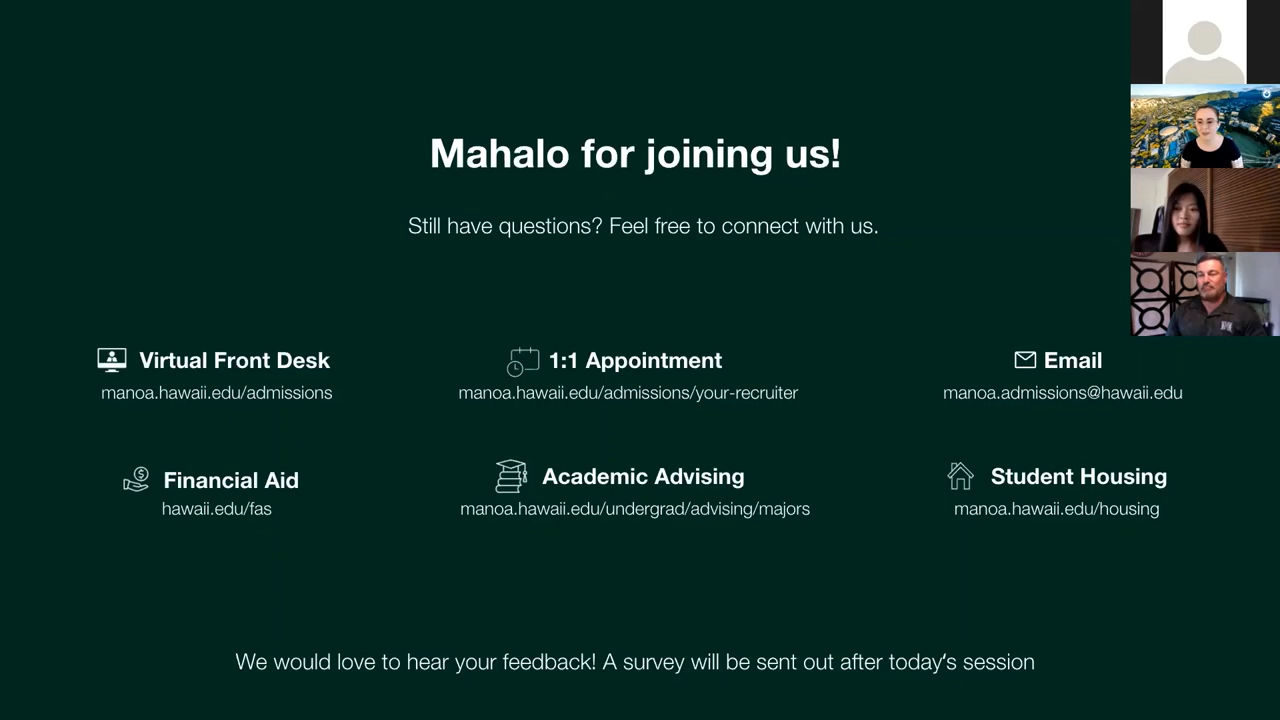 Mahalo for joining us!
Still have questions? Feel free to connect with us.
Virtual Front Desk
manoa.hawaii.edu/admissions
1:1 Appointment
manoa.hawaii.edu/admissions/your-recruiter
Email
manoa.admissions@hawaii.edu
Financial Aid
hawaii.edu/fas
Academic Advising
manoa.hawaii.edu/undergrad/advising/majors
Student Housing
manoa.hawaii.edu/housing
We would love to hear your feedback! A survey will be sent out after today's session